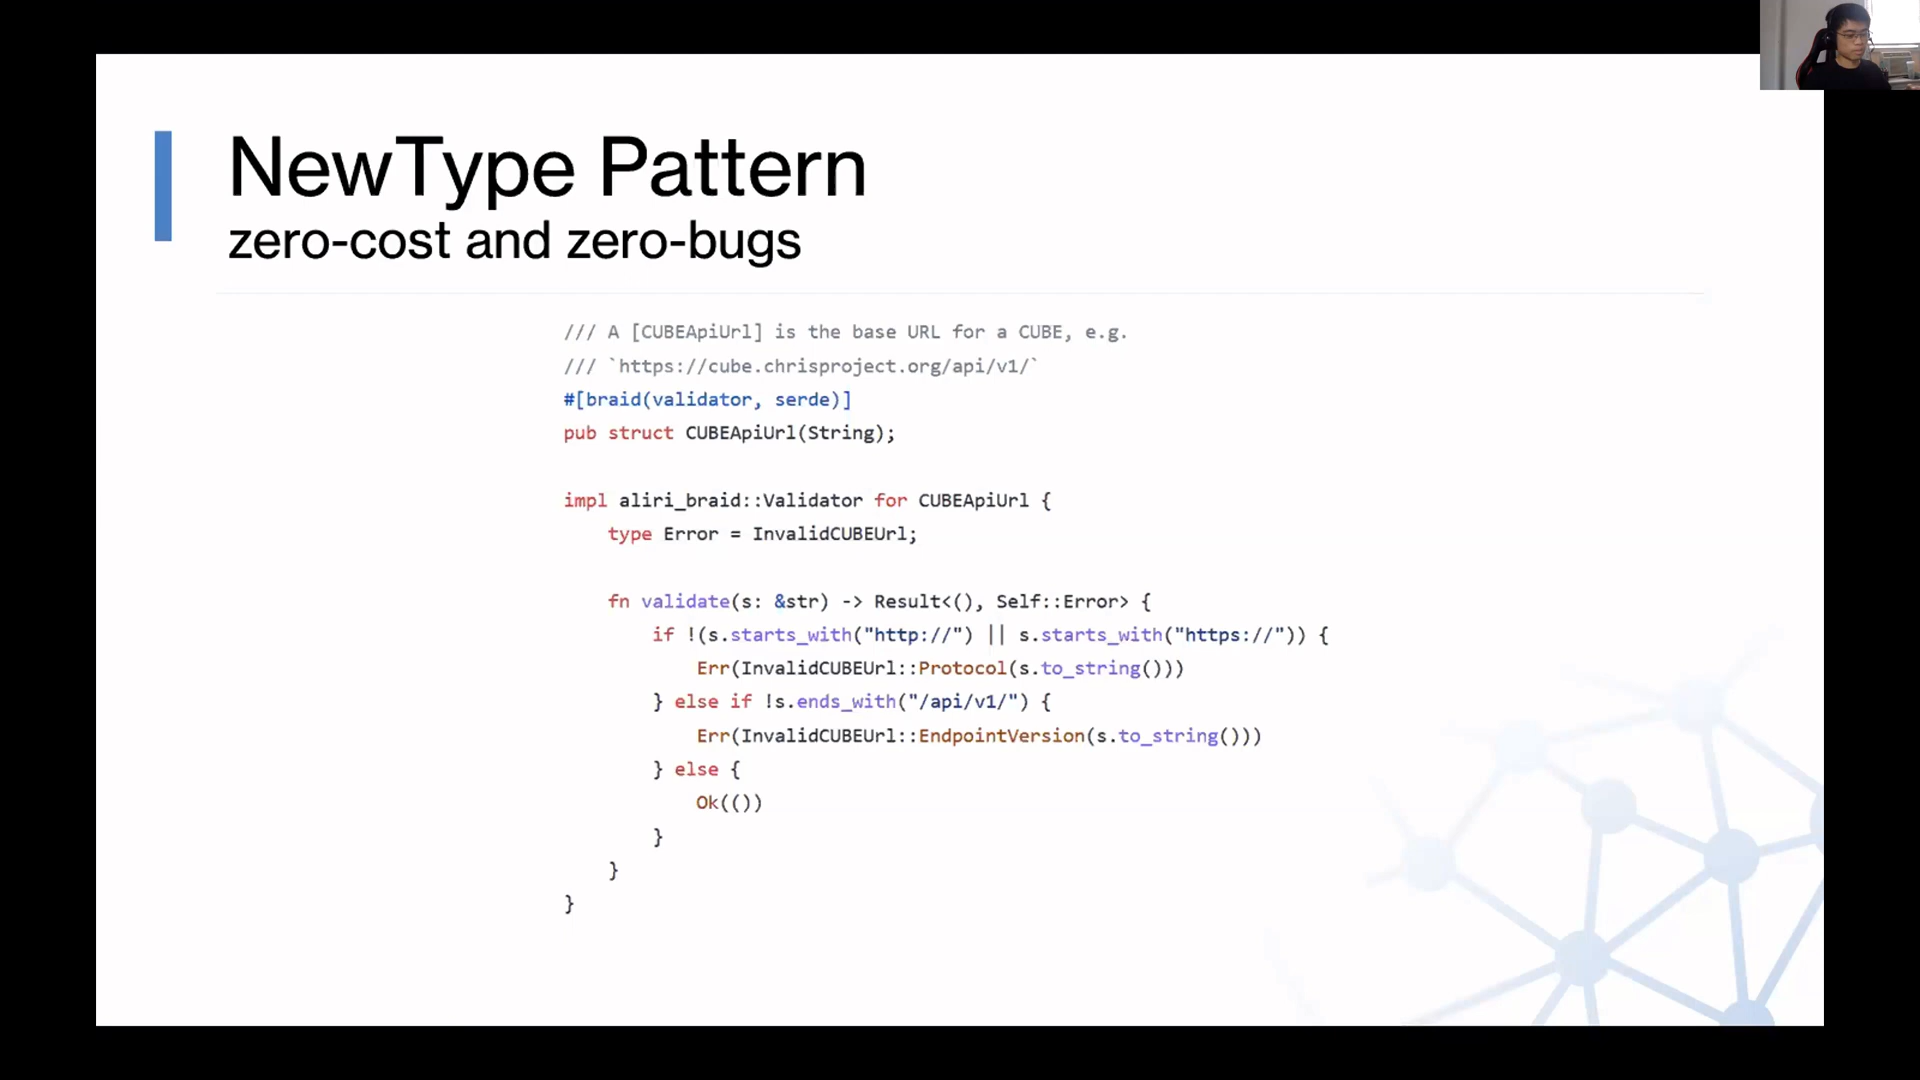 NewType Pattern
zero-cost and zero-bugs
/// A [CUBEApiUrl] is the base URL for a CUBE, e.g.
/// `https://cube.chrisproject.org/api/v1/`
#[braid(validator, serde)]
pub struct CUBEApiUrl(String);
impl aliri_braid::Validator for CUBEApiUrl {
    type Error = InvalidCUBEUrl;
    fn validate(s: &str) -> Result<(), Self::Error> {
        if !(s.starts_with("http://") || s.starts_with("https://")) {
            Err(InvalidCUBEUrl::Protocol(s.to_string()))
        } else if !s.ends_with("/api/v1/") {
            Err(InvalidCUBEUrl::EndpointVersion(s.to_string()))
        } else {
            Ok(())
        }
    }
}